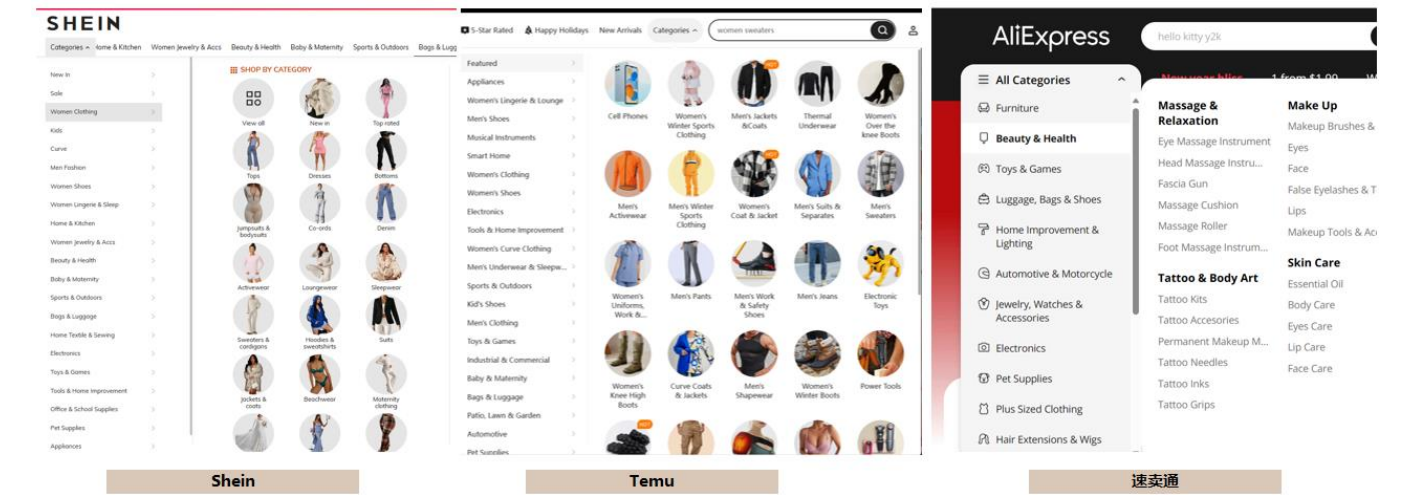 SHEIN
Categories
Home & Kitchen
Women Jewelry & Accs
Beauty & Health
Baby & Maternity
Sports & Outdoors
Bags & Lugg
New in
Sale
Women Clothing
Kids
Curve
Men Fashion
Women Shoes
Women Lingerie & Sleep
Home & Kitchen
Women Jewelry & Accs
Beauty & Health
Baby & Maternity
Sports & Outdoors
Bags & Luggage
Home Textile & Sewing
Electronics
Toys & Games
Tools & Home Improvement
Office & School Supplies
Pet Supplies
Appliances
SHOP BY CATEGORY
View all
New in
Top rated
Tops
Dresses
Bottoms
Jumpsuits &
bodysuits
Co-ords
Denim
Activewear
Loungewear
Sleepwear
Sweaters &
cardigans
Hoodies &
sweatshirts
Suits
Jackets &
coats
Beachwear
Maternity
clothing
5-Star Rated
Happy Holidays
New Arrivals
Categories
women sweaters
Featured
Appliances
Women's Lingerie & Lounge
Men's Shoes
Musical Instruments
Smart Home
Women's Clothing
Women's Shoes
Electronics
Tools & Home Improvement
Women's Curve Clothing
Men's Underwear & Sleepw...
Sports & Outdoors
Kid's Shoes
Men's Clothing
Toys & Games
Industrial & Commercial
Baby & Maternity
Bags & Luggage
Patio, Lawn & Garden
Automotive
Pet Supplies
HOT
Cell Phones
Women's
Winter Sports
Clothing
Men's Jackets
&Coats
Thermal
Underwear
Women's
Over the
knee Boots
Men's
Activewear
Men's Winter
Sports
Clothing
Women's
Coat & Jacket
Men's Suits &
Separates
Men's
Sweaters
Women's
Uniforms,
Work &...
Men's Pants
Men's Work
& Safety
Shoes
Men's Jeans
Electronic
Toys
Women's
Knee High
Boots
Curve Coats
& Jackets
Men's
Shapewear
Women's
Winter Boots
Power Tools
HOT
AliExpress
hello kitty y2k
New year bliss
1 from $1.99
All Categories
Furniture
Beauty & Health
Toys & Games
Luggage, Bags & Shoes
Home Improvement &
Lighting
Automotive & Motorcycle
Jewelry, Watches &
Accessories
Electronics
Pet Supplies
Plus Sized Clothing
Hair Extensions & Wigs
Massage &
Relaxation
Eye Massage Instrument
Head Massage Instru...
Fascia Gun
Massage Cushion
Massage Roller
Foot Massage Instrum...
Tattoo & Body Art
Tattoo Kits
Tattoo Accesories
Permanent Makeup M...
Tattoo Needles
Tattoo Inks
Tattoo Grips
Make Up
Makeup Brushes &
Eyes
Face
False Eyelashes & T
Lips
Makeup Tools & Ac
Skin Care
Essential Oil
Body Care
Eyes Care
Lip Care
Face Care
Shein
Temu
速卖通